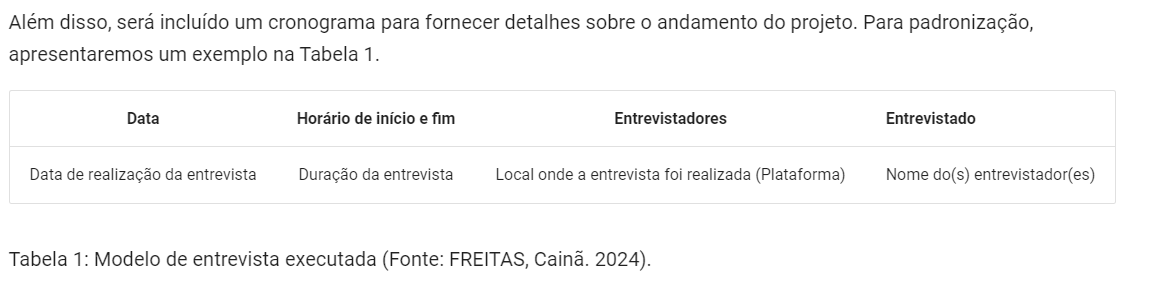 Além disso, será incluído um cronograma para fornecer detalhes sobre o andamento do projeto. Para padronização,
apresentaremos um exemplo na Tabela 1.
Data Horário de início e fim Entrevistadores Entrevistado
Data de realização da entrevista Duração da entrevista Local onde a entrevista foi realizada (Plataforma) Nome do(s) entrevistador(es)
Tabela 1: Modelo de entrevista executada (Fonte: FREITAS, Cainã. 2024).